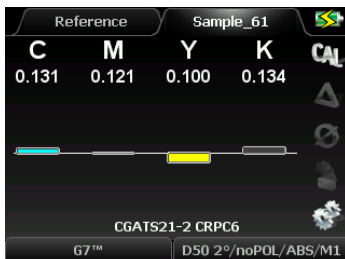 Reference Sample_61
C M Y K CAL
0.131 0.121 0.100 0.134
CGATS21-2 CRPC6
G7™ D50 2°/noPOL/ABS/M1